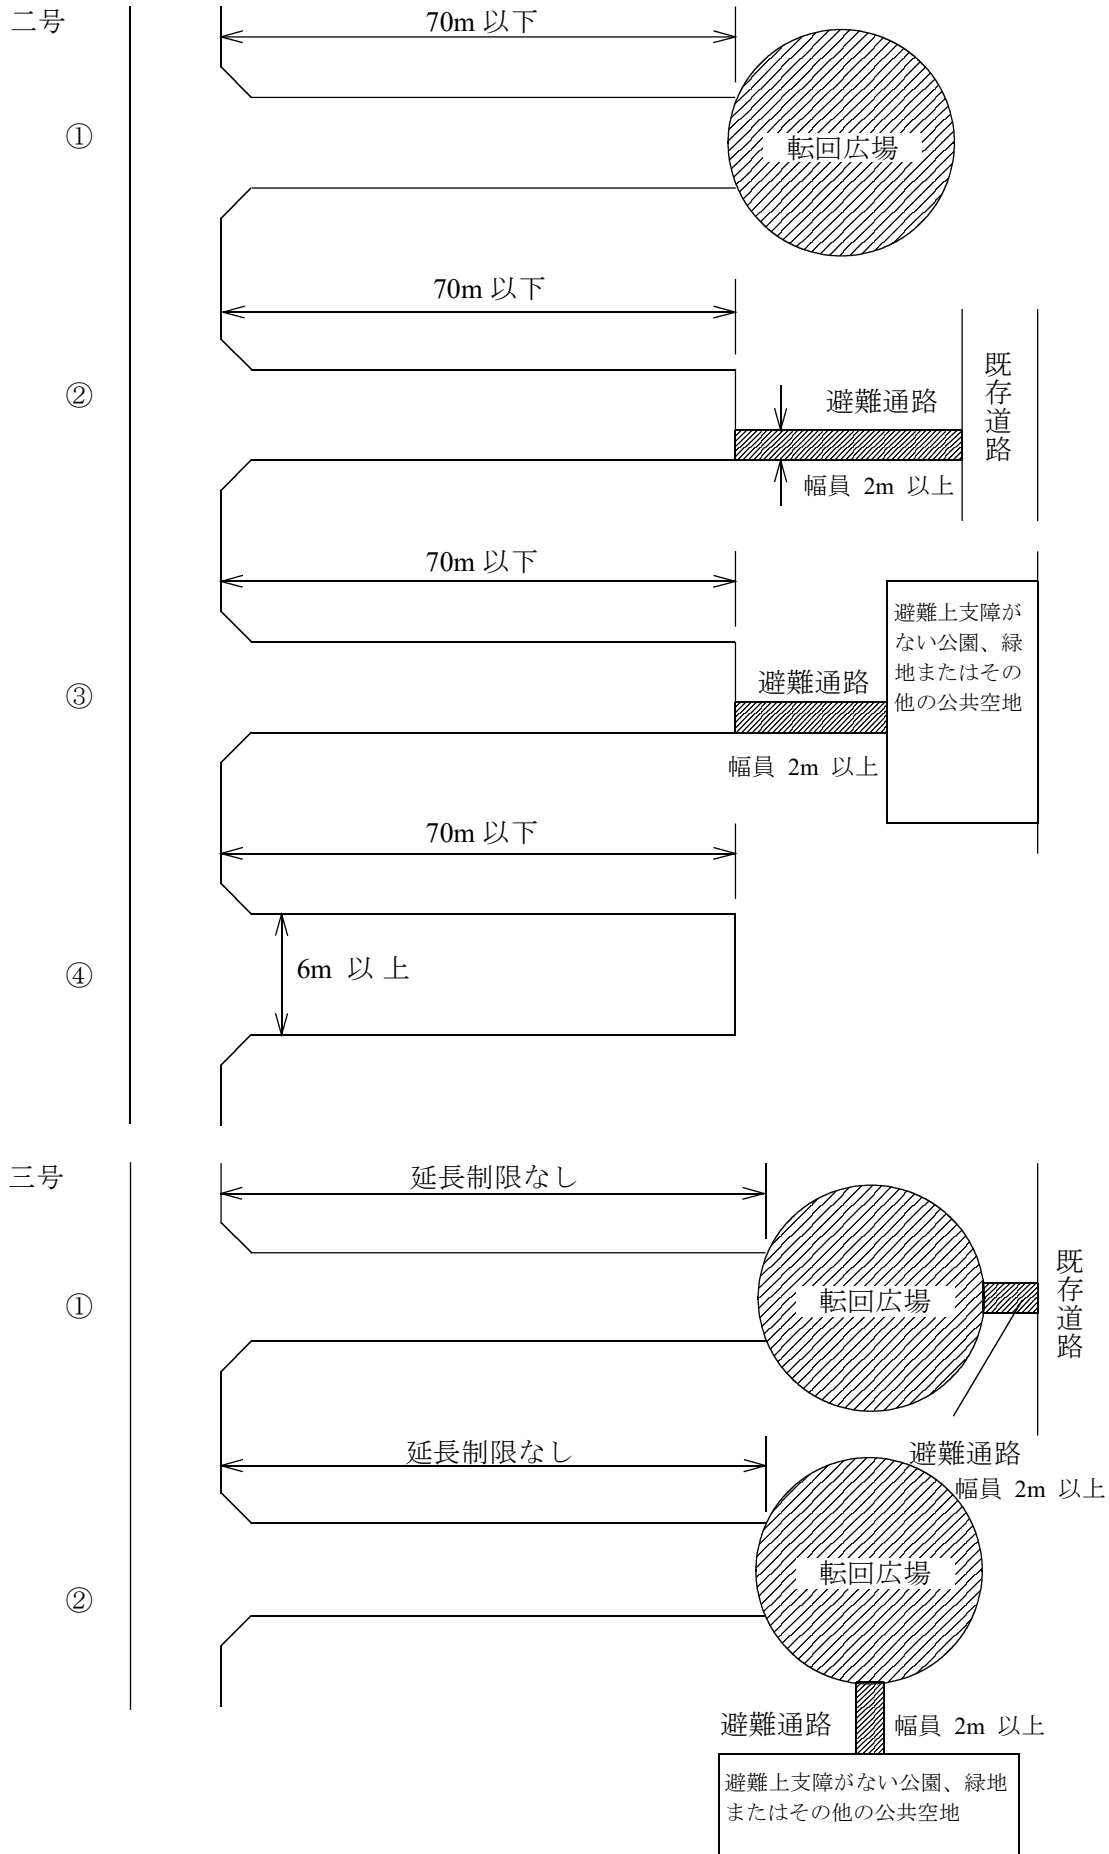 二号
70m 以下
①
転回広場
70m 以下
②
避難通路
既存道路
幅員 2m 以上
70m 以下
③
避難通路
避難上支障が
ない公園、緑
地またはその
他の公共空地
幅員 2m 以上
70m 以下
④
6m 以 上
三号
延長制限なし
①
転回広場
既存道路
避難通路
幅員 2m 以上
延長制限なし
②
転回広場
避難通路
幅員 2m 以上
避難上支障がない公園、緑地
またはその他の公共空地